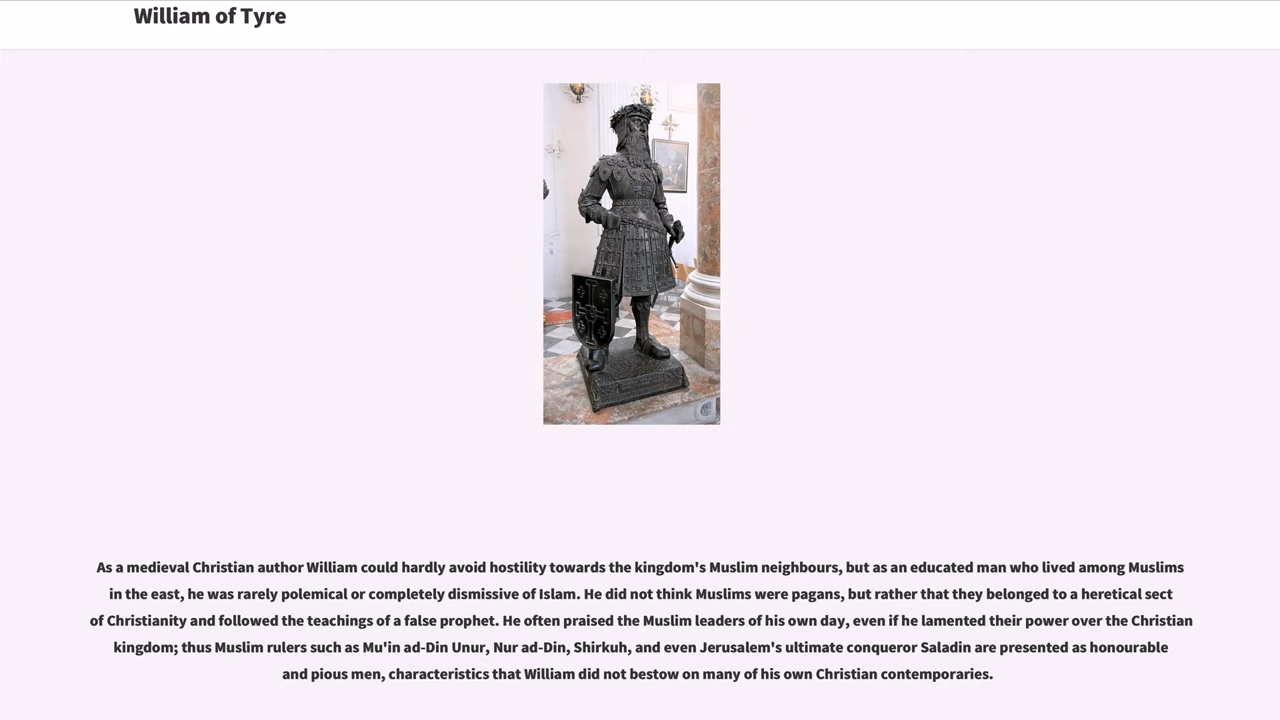 William of Tyre
As a medieval Christian author William could hardly avoid hostility towards the kingdom's Muslim neighbours, but as an educated man who lived among Muslims
in the east, he was rarely polemical or completely dismissive of Islam. He did not think Muslims were pagans, but rather that they belonged to a heretical sect
of Christianity and followed the teachings of a false prophet. He often praised the Muslim leaders of his own day, even if he lamented their power over the Christian
kingdom; thus Muslim rulers such as Mu'in ad-Din Unur, Nur ad-Din, Shirkuh, and even Jerusalem's ultimate conqueror Saladin are presented as honourable
and pious men, characteristics that William did not bestow on many of his own Christian contemporaries.